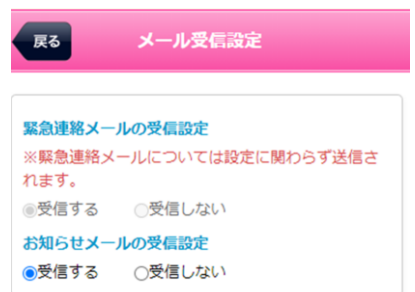 戻る
メール受信設定
緊急連絡メールの受信設定
※緊急連絡メールについては設定に関わらず送信さ
れます。
受信する 受信しない
お知らせメールの受信設定
受信する 受信しない